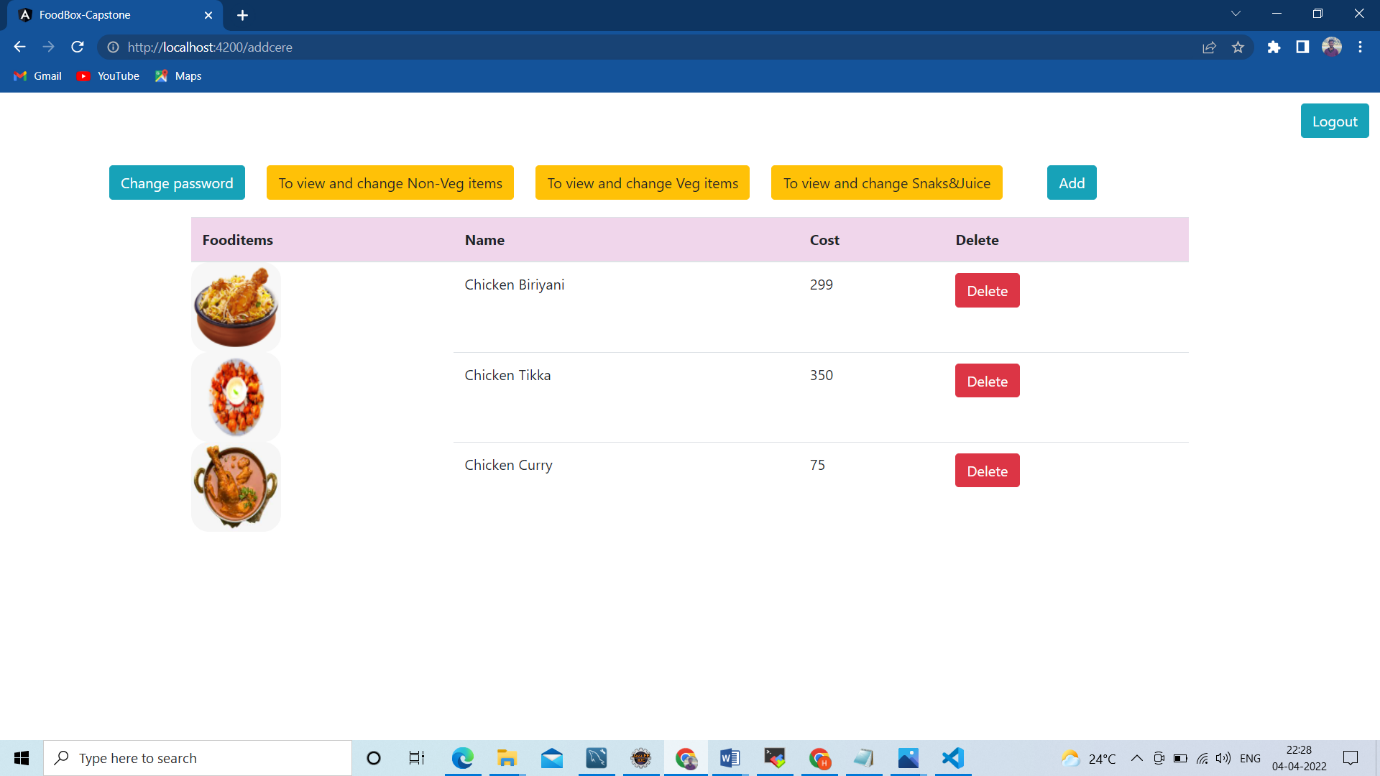 FoodBox-Capstone
http://localhost:4200/addcere
Gmail YouTube Maps
Logout
Change password To view and change Non-Veg items To view and change Veg items To view and change Snaks&Juice Add
Fooditems Name Cost Delete
Chicken Biriyani 299 Delete
Chicken Tikka 350 Delete
Chicken Curry 75 Delete
Type here to search
24°C ENG
22:28
04-04-2022